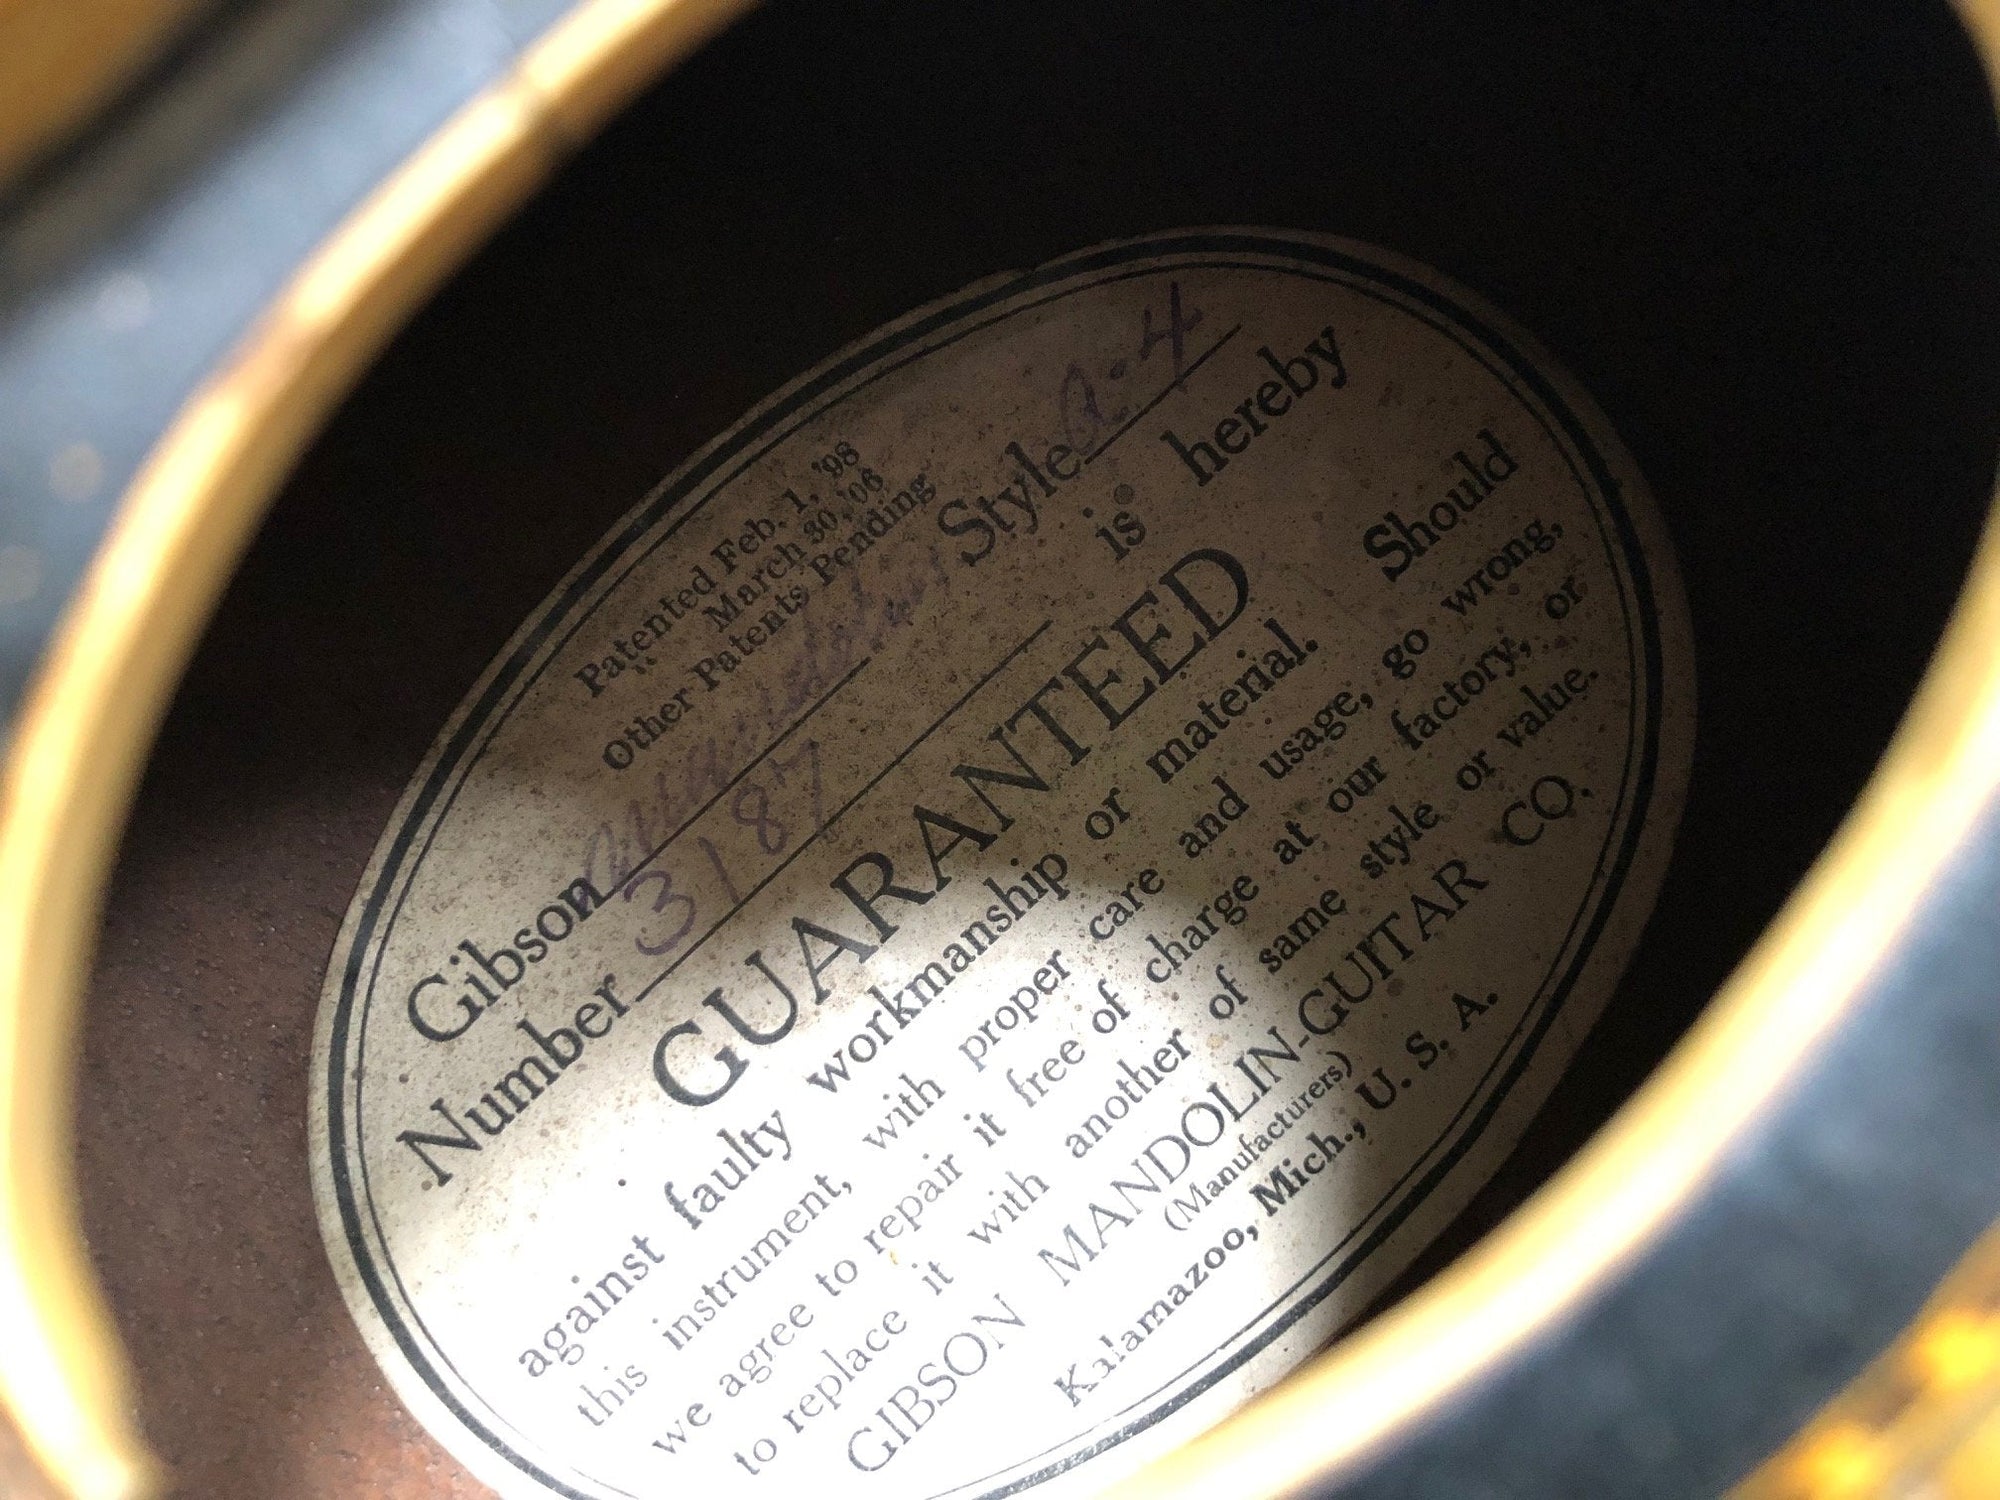 Patented Feb. 1, '98
" March 30, '06
Other Patents Pending
Gibson Style A-4
Number 3187 is hereby
GUARANTEED
against faulty workmanship or material. Should
this instrument, with proper care and usage, go wrong,
we agree to repair it free of charge at our factory, or
to replace it with another of same style or value.
GIBSON MANDOLIN-GUITAR CO.
(Manufacturers)
Kalamazoo, Mich., U. S. A.